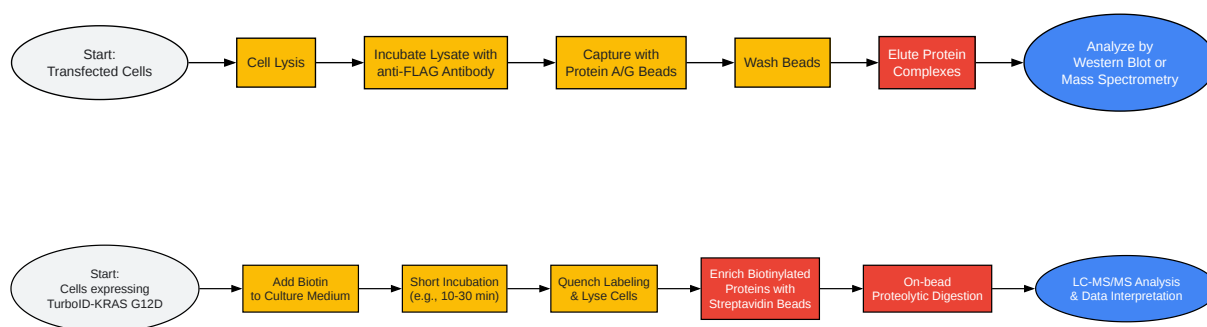 Start:
Transfected Cells
Cell Lysis
Incubate Lysate with
anti-FLAG Antibody
Capture with
Protein A/G Beads
Wash Beads
Elute Protein
Complexes
Analyze by
Western Blot or
Mass Spectrometry
Start:
Cells expressing
TurboID-KRAS G12D
Add Biotin
to Culture Medium
Short Incubation
(e.g., 10-30 min)
Quench Labeling
& Lyse Cells
Enrich Biotinylated
Proteins with
Streptavidin Beads
On-bead
Proteolytic Digestion
LC-MS/MS Analysis
& Data Interpretation